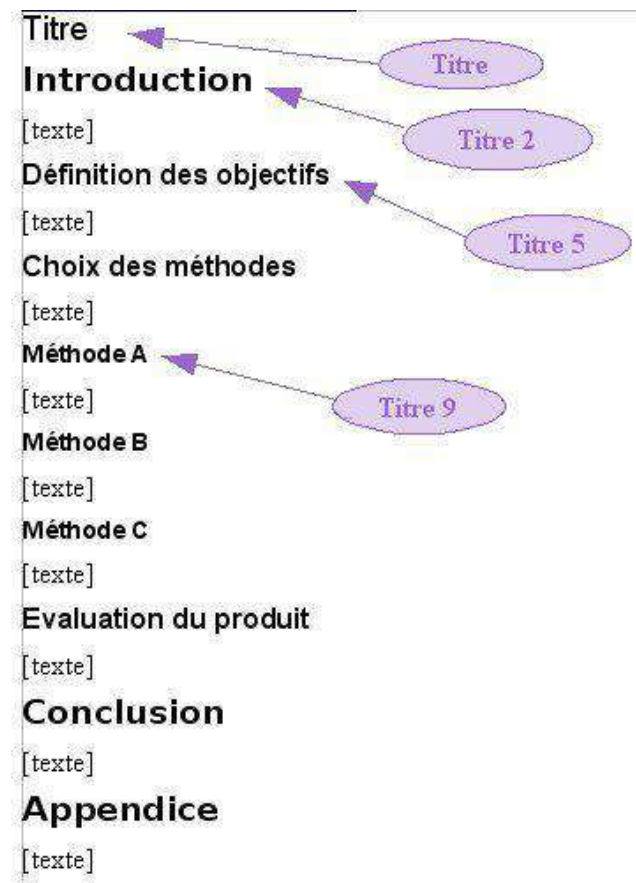 Titre
Titre
Introduction
Titre 2
[texte]
Définition des objectifs
[texte]
Titre 5
Choix des méthodes
[texte]
Méthode A
[texte]
Titre 9
Méthode B
[texte]
Méthode C
[texte]
Evaluation du produit
[texte]
Conclusion
[texte]
Appendice
[texte]